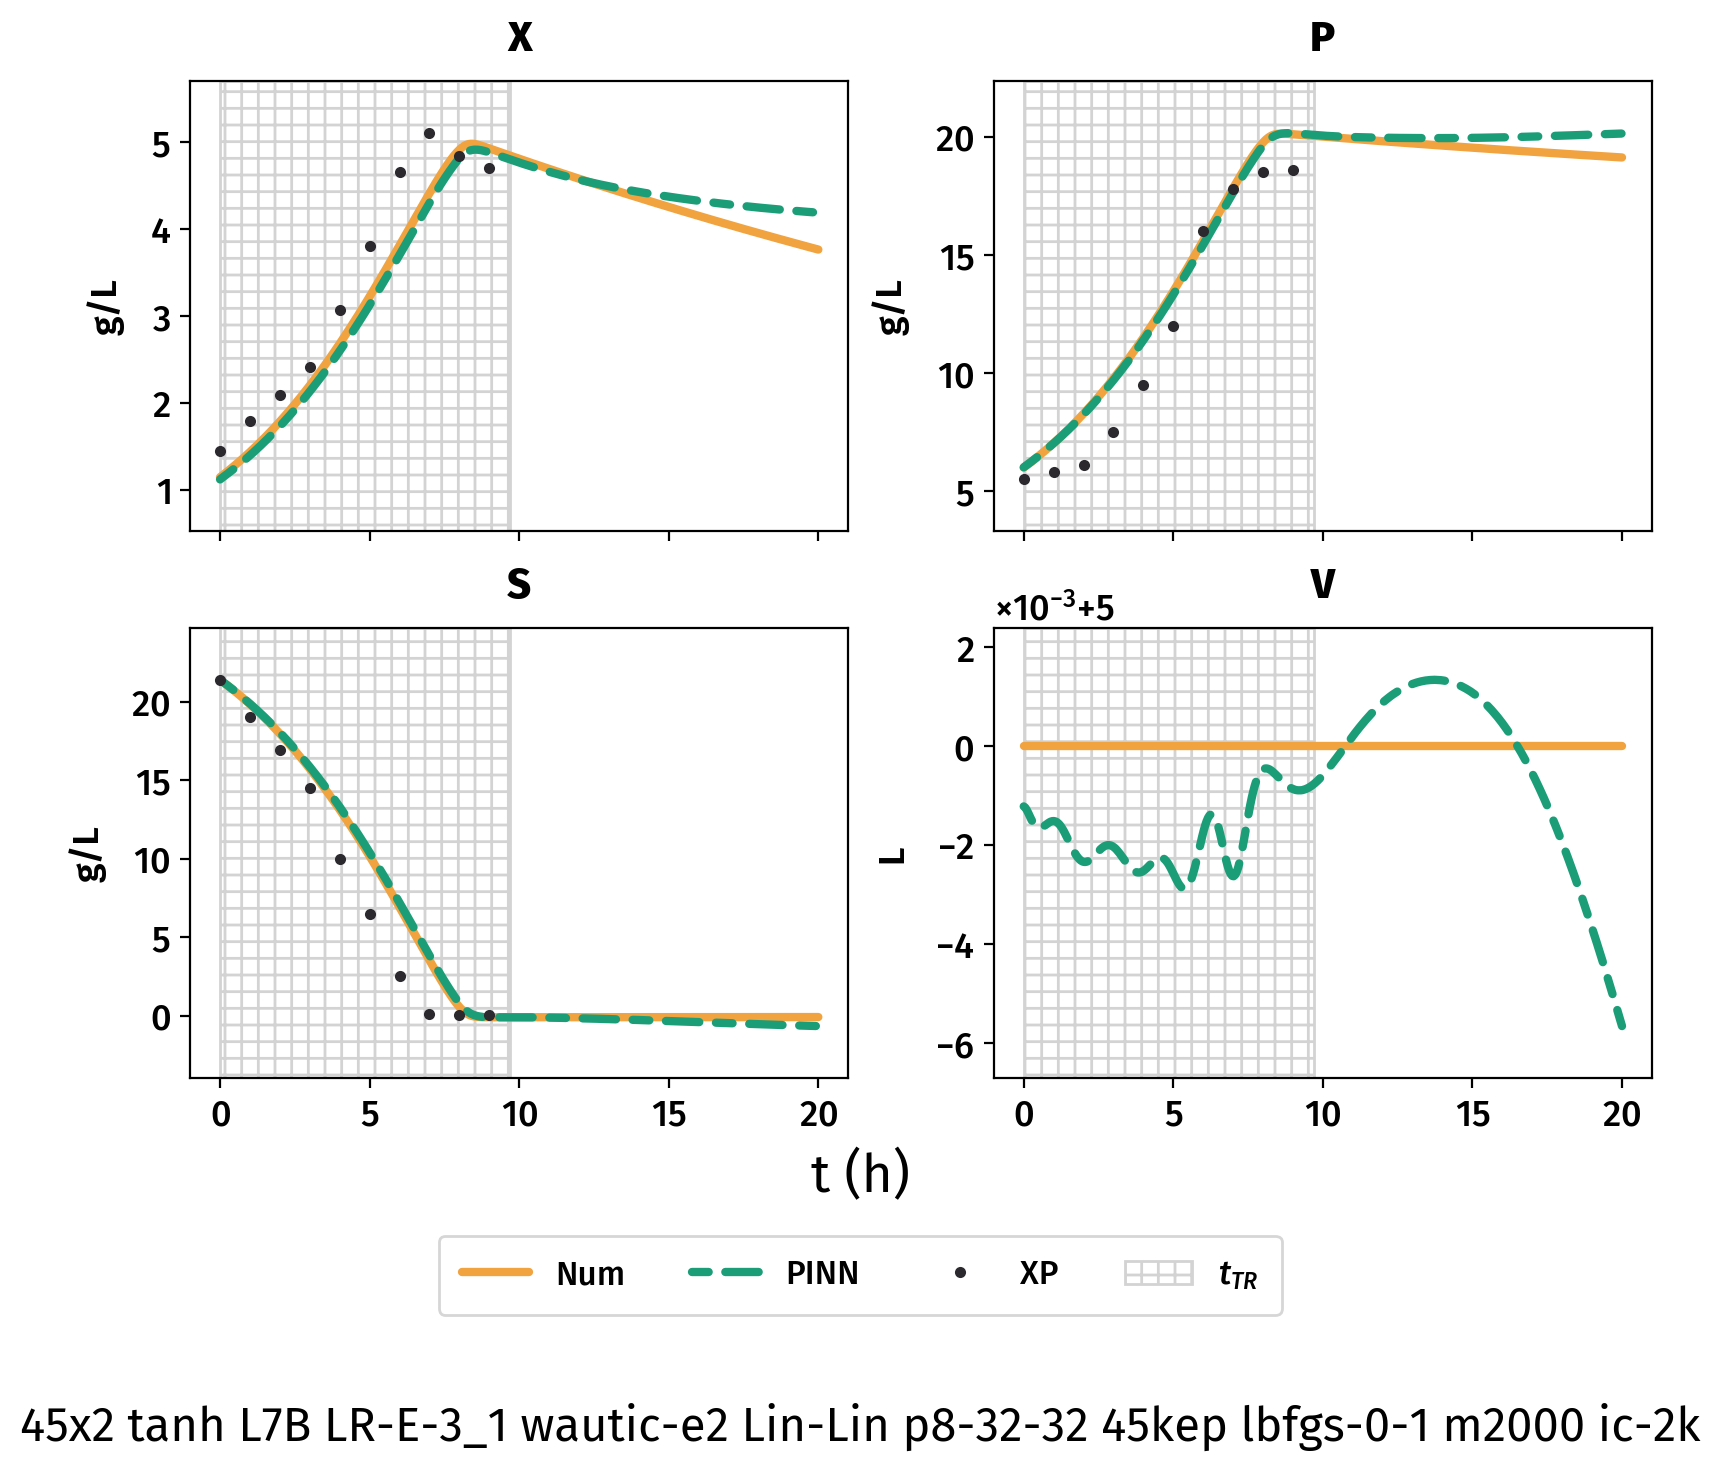 X
P
5
4
3
2
1
g/L
20
15
10
5
g/L
S
V
×10⁻³+5
20
15
10
5
0
g/L
0
5
10
15
20
2
0
−2
−4
−6
L
0
5
10
15
20
t (h)
Num
PINN
XP
t_TR
45x2 tanh L7B LR-E-3_1 wautic-e2 Lin-Lin p8-32-32 45kep lbfgs-0-1 m2000 ic-2k